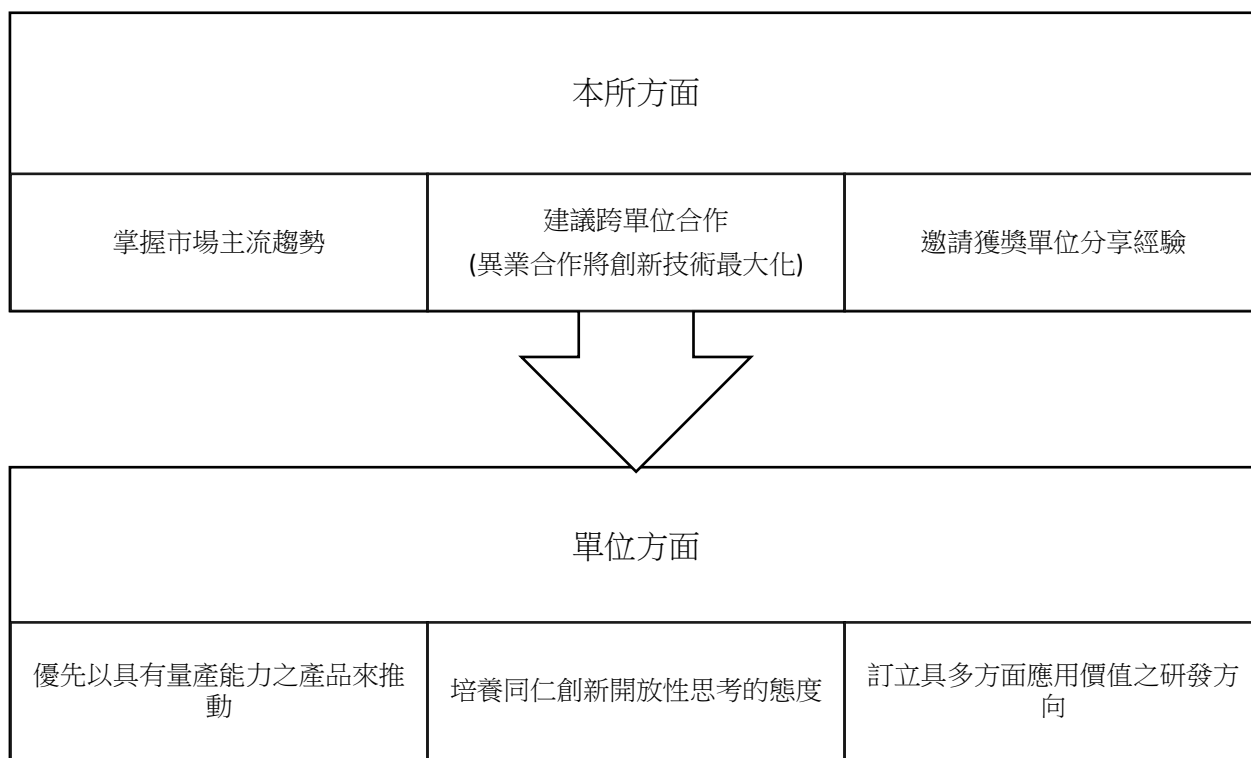 本所方面
掌握市場主流趨勢
建議跨單位合作
(異業合作將創新技術最大化)
邀請獲獎單位分享經驗
單位方面
優先以具有量產能力之產品來推
動
培養同仁創新開放性思考的態度
訂立具多方面應用價值之研發方
向